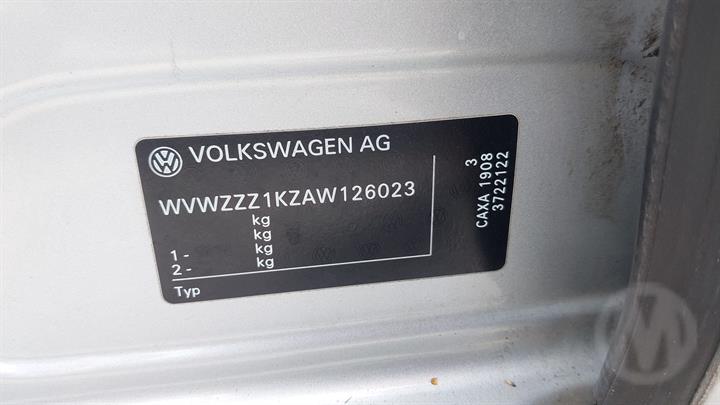 VOLKSWAGEN AG
WVWZZZ1KZAW126023
kg
kg
1 - kg
2 - kg
Typ
3
CAXA 1908
3722122